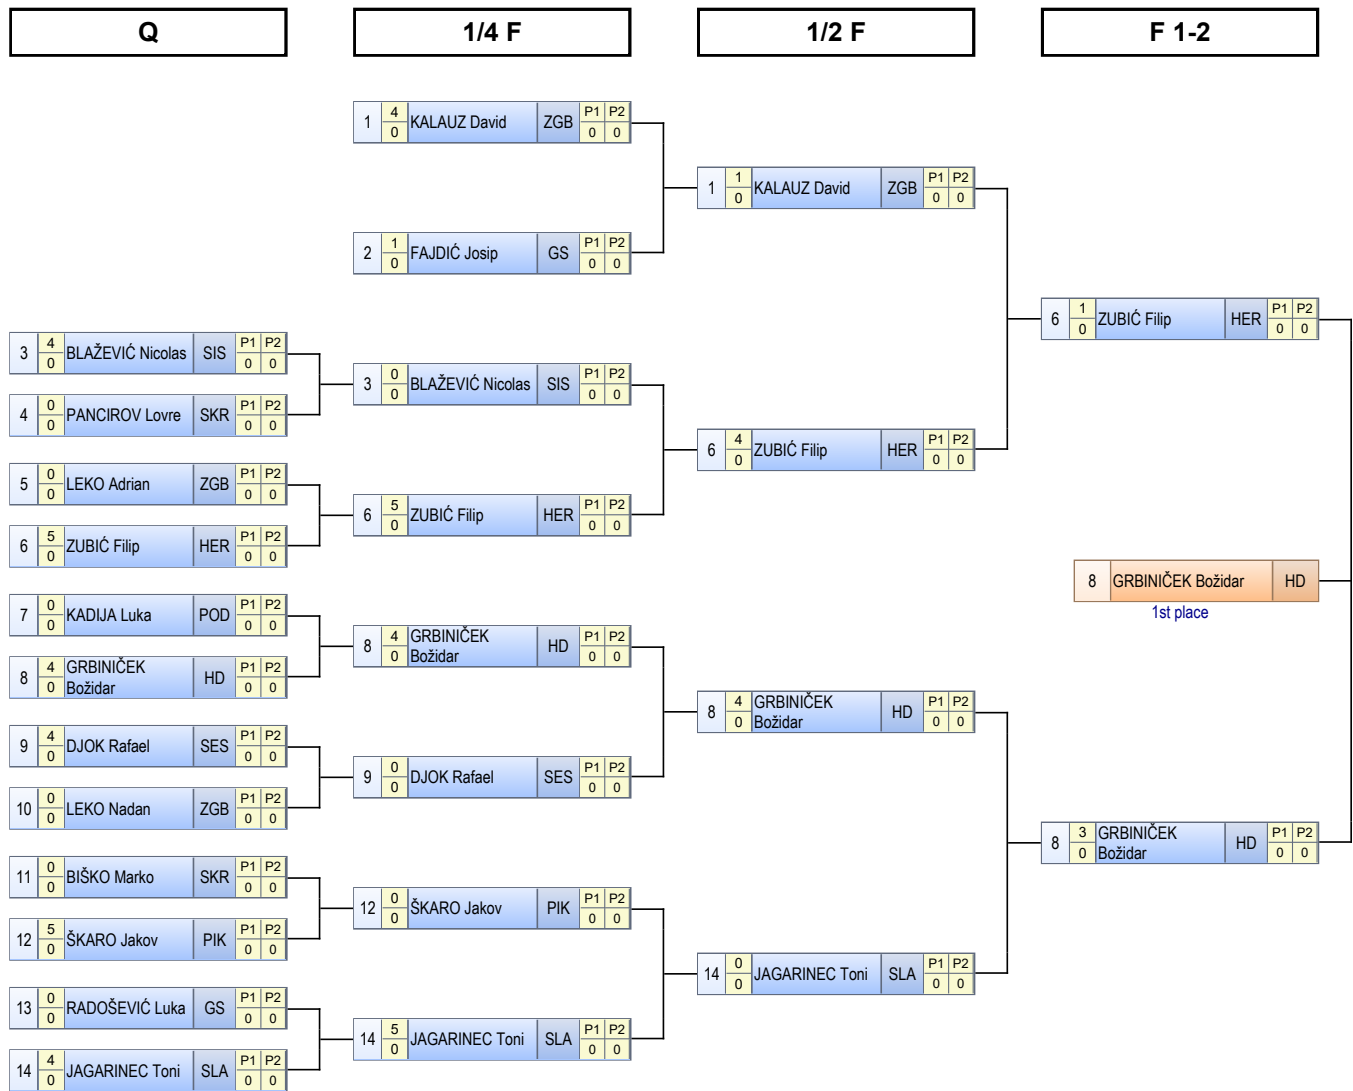 Q 1/4 F 1/2 F F 1-2
1 4 0 KALAUZ David ZGB P1 P2 0 0
2 1 0 FAJDIĆ Josip GS P1 P2 0 0
3 4 0 BLAŽEVIĆ Nicolas SIS P1 P2 0 0
4 0 0 PANCIROV Lovre SKR P1 P2 0 0
5 0 0 LEKO Adrian ZGB P1 P2 0 0
6 5 0 ZUBIĆ Filip HER P1 P2 0 0
7 0 0 KADIJA Luka POD P1 P2 0 0
8 4 0 GRBINIČEK
Božidar HD P1 P2 0 0
9 4 0 DJOK Rafael SES P1 P2 0 0
10 0 0 LEKO Nadan ZGB P1 P2 0 0
11 0 0 BIŠKO Marko SKR P1 P2 0 0
12 5 0 ŠKARO Jakov PIK P1 P2 0 0
13 0 0 RADOŠEVIĆ Luka GS P1 P2 0 0
14 4 0 JAGARINEC Toni SLA P1 P2 0 0
3 0 0 BLAŽEVIĆ Nicolas SIS P1 P2 0 0
6 5 0 ZUBIĆ Filip HER P1 P2 0 0
8 4 0 GRBINIČEK
Božidar HD P1 P2 0 0
9 0 0 DJOK Rafael SES P1 P2 0 0
12 0 0 ŠKARO Jakov PIK P1 P2 0 0
14 5 0 JAGARINEC Toni SLA P1 P2 0 0
1 1 0 KALAUZ David ZGB P1 P2 0 0
6 4 0 ZUBIĆ Filip HER P1 P2 0 0
8 4 0 GRBINIČEK
Božidar HD P1 P2 0 0
14 0 0 JAGARINEC Toni SLA P1 P2 0 0
6 1 0 ZUBIĆ Filip HER P1 P2 0 0
8 GRBINIČEK Božidar HD
1st place
8 3 0 GRBINIČEK
Božidar HD P1 P2 0 0